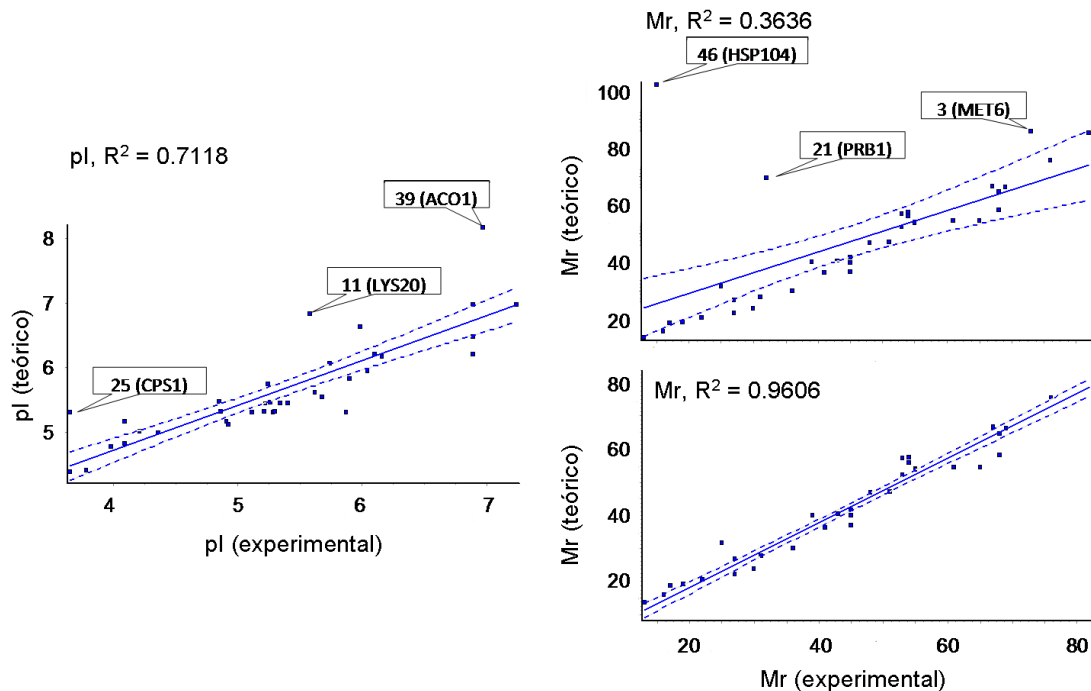 pI, R² = 0.7118
39 (ACO1)
11 (LYS20)
25 (CPS1)
8
7
6
5
pI (teórico)
4 5 6 7
pI (experimental)
Mr, R² = 0.3636
46 (HSP104)
3 (MET6)
21 (PRB1)
100
80
60
40
20
Mr (teórico)
Mr, R² = 0.9606
80
60
40
20
Mr (teórico)
20 40 60 80
Mr (experimental)